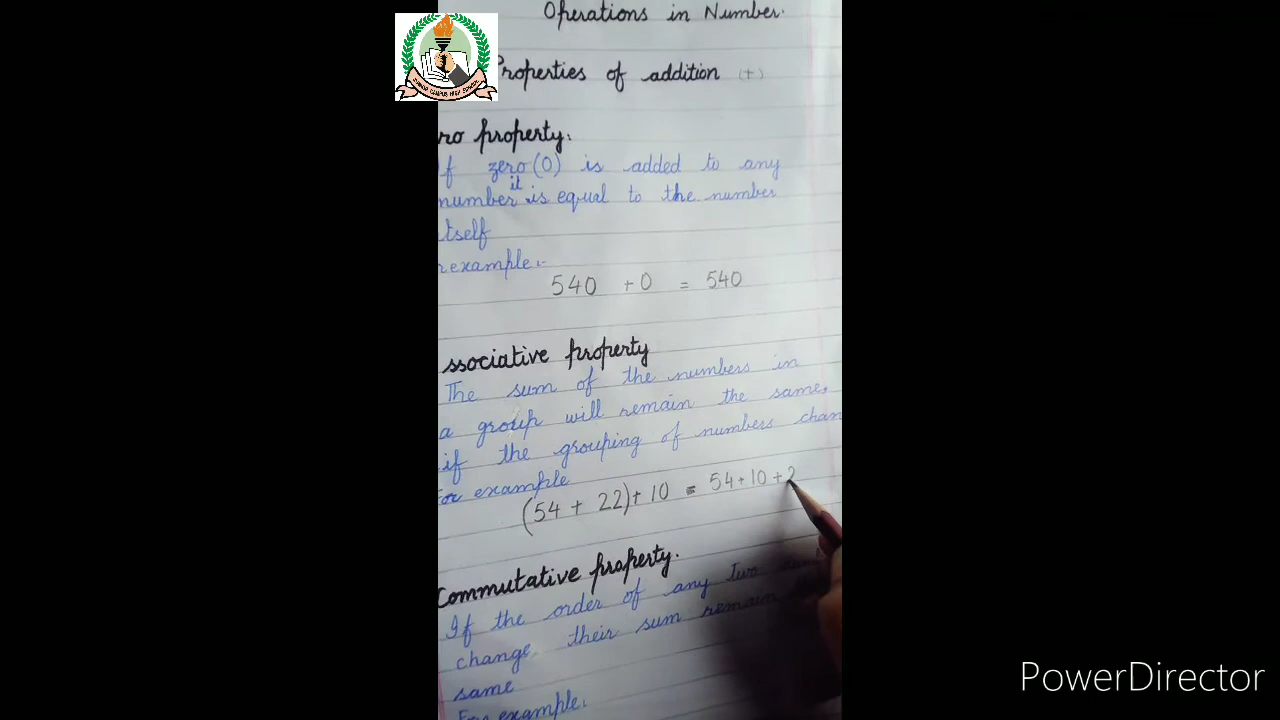 Operations in Number.
Properties of addition (+)
ro property.
If zero (0) is added to any
it
number is equal to the number
itself
example:-
540 + 0 = 540
ssociative property
The sum of the numbers in
a group will remain the same,
if the grouping of numbers chan
For example
(54 + 22) + 10 = 54 + 10 + 2
Commutative property.
If the order of any two
change their sum remain
same
For example.
PowerDirector